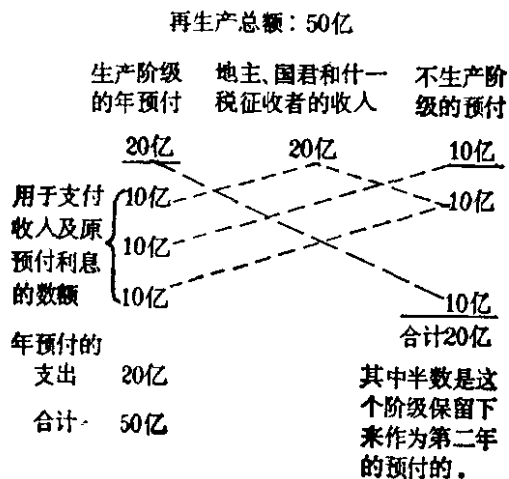 再生产总额：50亿
生产阶级 地主、国君和什一 不生产阶
的年预付 税征收者的收入 级的预付
20亿 20亿 10亿
用于支付 10亿 10亿
收入及原 10亿
预付利息
的数额 10亿 10亿
年预付的 合计20亿
支出 20亿 其中半数是这
合计 50亿 个阶级保留下
来作为第二年
的预付的．